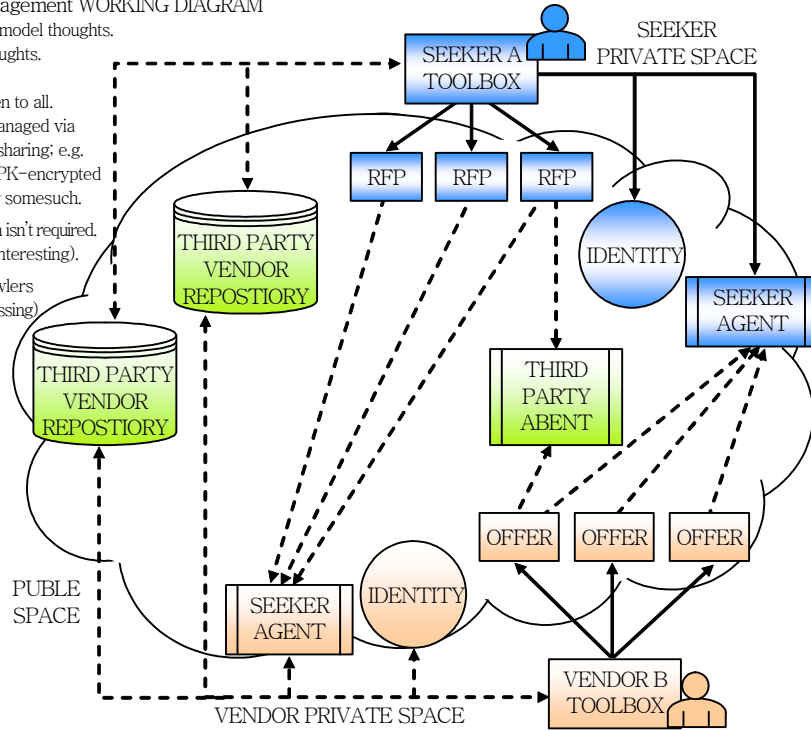 agement WORKING DIAGRAM
model thoughts.
ughts.
en to all.
anaged via
sharing; e.g.
PK-encrypted
somesuch.
n isn't required.
nteresting).
wlers
ssing)
SEEKER A
TOOLBOX
SEEKER
PRIVATE SPACE
RFP
RFP
RFP
THIRD PARTY
VENDOR
REPOSTIORY
IDENTITY
SEEKER
AGENT
THIRD PARTY
VENDOR
REPOSTIORY
THIRD
PARTY
ABENT
OFFER
OFFER
OFFER
PUBLE
SPACE
SEEKER
AGENT
IDENTITY
VENDOR B
TOOLBOX
VENDOR PRIVATE SPACE